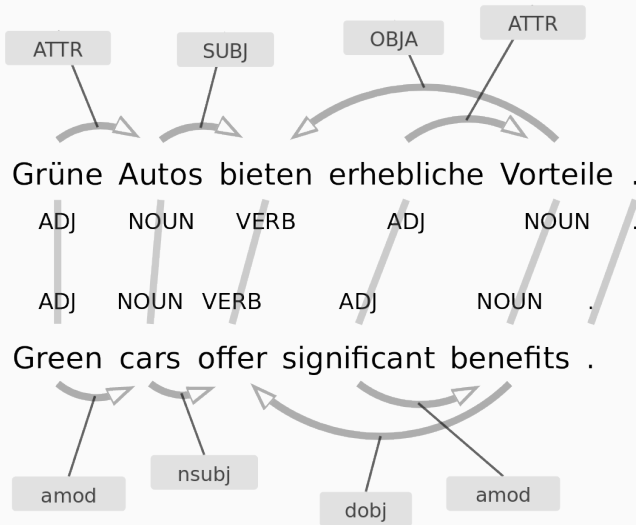 ATTR
SUBJ
OBJA
ATTR
Grüne Autos bieten erhebliche Vorteile .
ADJ NOUN VERB ADJ NOUN .
ADJ NOUN VERB ADJ NOUN .
Green cars offer significant benefits .
amod
nsubj
dobj
amod